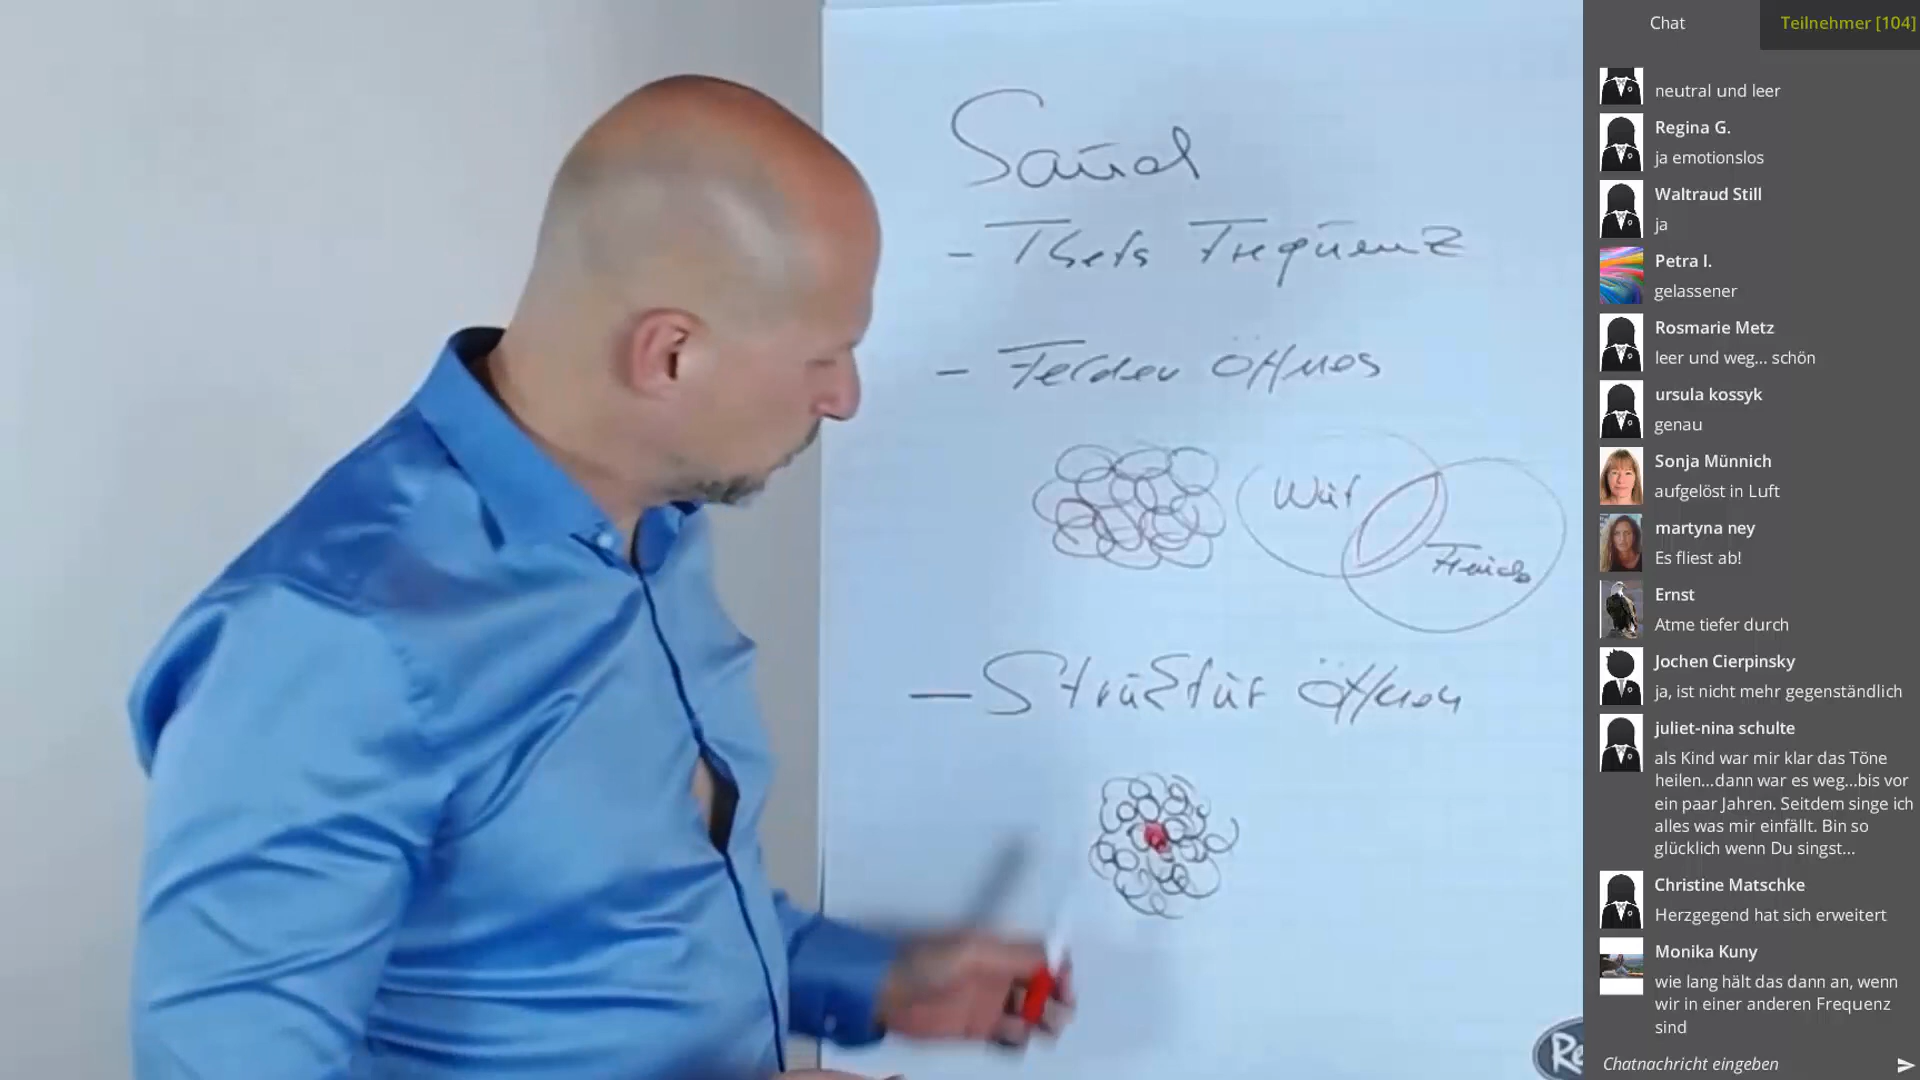 Sound
- Theta Frequenz
- Felder öffnen
Wut
Freude
- Struktur öffnen
Re
Chat
Teilnehmer [104]
neutral und leer
Regina G.
ja emotionslos
Waltraud Still
ja
Petra I.
gelassener
Rosmarie Metz
leer und weg... schön
ursula kossyk
genau
Sonja Münnich
aufgelöst in Luft
martyna ney
Es fliest ab!
Ernst
Atme tiefer durch
Jochen Cierpinsky
ja, ist nicht mehr gegenständlich
juliet-nina schulte
als Kind war mir klar das Töne
heilen...dann war es weg...bis vor
ein paar Jahren. Seitdem singe ich
alles was mir einfällt. Bin so
glücklich wenn Du singst...
Christine Matschke
Herzgegend hat sich erweitert
Monika Kuny
wie lang hält das dann an, wenn
wir in einer anderen Frequenz
sind
Chatnachricht eingeben